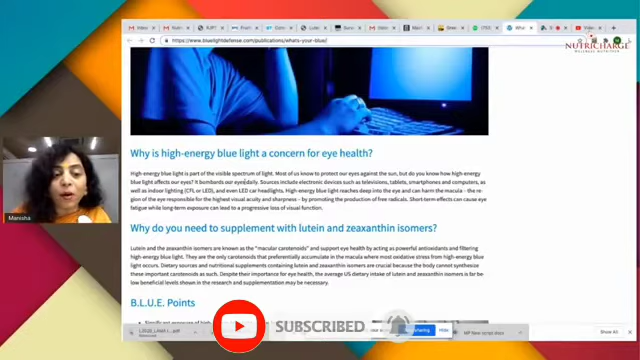 https://www.bluelightdefense.com/publications/whats-your-blue/
NUTRICHARGE
Why is high-energy blue light a concern for eye health?
High-energy blue light is part of the visible spectrum of light. Most of us know to protect our eyes against the sun, but do you know how high-energy
blue light affects our eyes? It bombards our eyes daily. Sources include electronic devices such as televisions, tablets, smartphones and computers, as
well as indoor lighting (CFL or LED), and even LED car headlights. High-energy blue light reaches deep into the eye and can harm the macula - the re-
gion of the eye responsible for the highest visual acuity and sharpness - by promoting the production of free radicals. Short-term effects can cause eye
fatigue while long-term exposure can lead to a progressive loss of visual function.
Manisha
Why do you need to supplement with lutein and zeaxanthin isomers?
Lutein and the zeaxanthin isomers are known as the "macular carotenoids" and support eye health by acting as powerful antioxidants and filtering
high-energy blue light. They are the only carotenoids that preferentially accumulate in the macula where most oxidative stress from high-energy blue
light occurs. Dietary sources and nutritional supplements containing lutein and zeaxanthin isomers are crucial because the body cannot synthesize
these important carotenoids as such. Despite their importance for eye health, the average US dietary intake of lutein and zeaxanthin isomers is far be-
low beneficial levels shown in the research and supplementation may be necessary.
B.L.U.E. Points
SUBSCRIBED
Hide
Show All